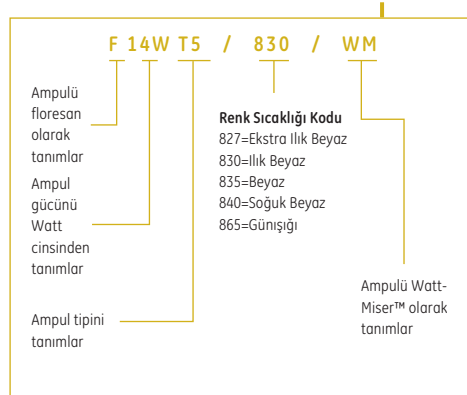 F 14W T5 / 830 / WM
Ampulü
floresan
olarak
tanımlar
Ampul
gücünü
Watt
cinsinden
tanımlar
Ampul tipini
tanımlar
Renk Sıcaklığı Kodu
827=Ekstra Ilık Beyaz
830=Ilık Beyaz
835=Beyaz
840=Soğuk Beyaz
865=Günışığı
Ampulü Watt-
Miser™ olarak
tanımlar